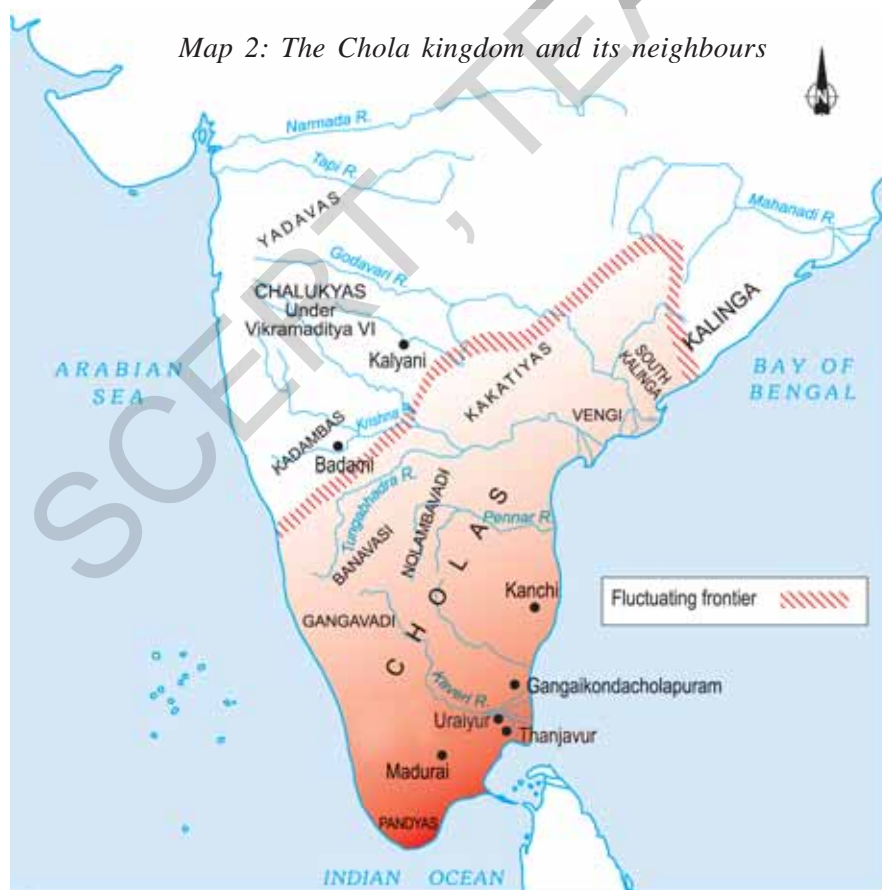 Map 2: The Chola kingdom and its neighbours
N
Narmada R.
Tapi R.
YADAVAS
Mahanadi R.
Godavari R.
CHALUKYAS
Under
Vikramaditya VI
Kalyani
KALINGA
ARABIAN
SEA
BAY OF
BENGAL
KAKATIYAS
SOUTH
KALINGA
VENGI
KADAMBAS
Krishna R.
Badami
Tungabhadra R.
BANAVASI
NOLAMBAVADI
Pennar R.
CHOLAS
Kanchi
Fluctuating frontier
GANGAVADI
Kaveri R.
Gangaikondacholapuram
Uraiyur
Thanjavur
Madurai
PANDYAS
INDIAN OCEAN
SCERT, TEA